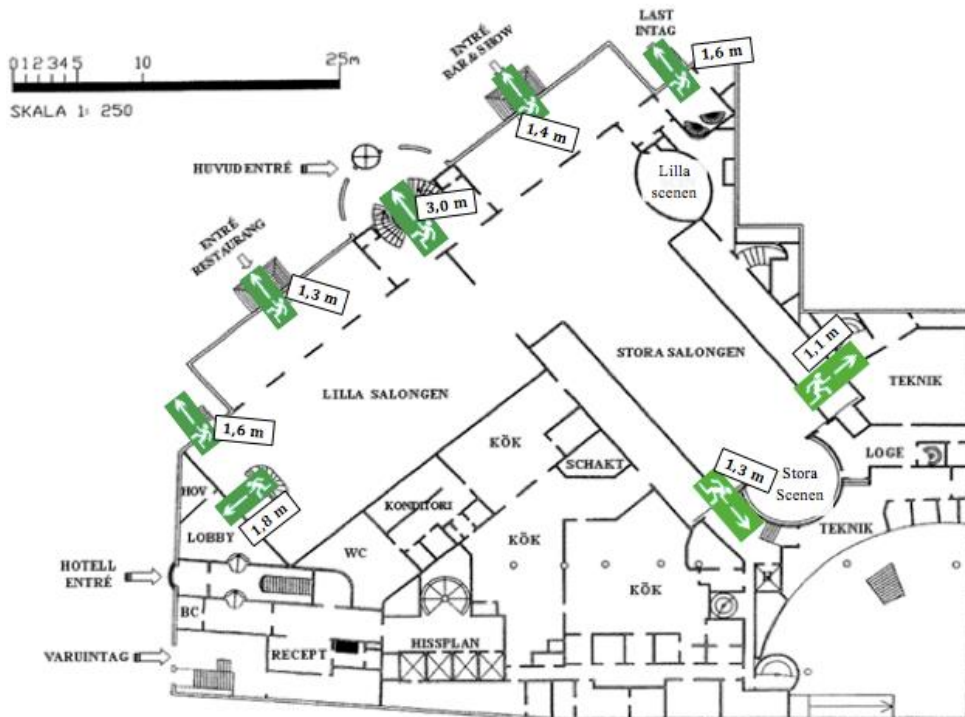 0 1 2 3 4 5 10 25m
SKALA 1: 250
LAST
INTAG
1,6 m
ENTRÉ
BAR & SHOW
1,4 m
HUVUDENTRÉ
3,0 m
Lilla
scenen
ENTRÉ
RESTAURANG
1,3 m
STORA SALONGEN
1,1 m
TEKNIK
LILLA SALONGEN
1,6 m
KÖK
SCHAKT
LOGE
1,3 m
Stora
Scenen
TEKNIK
HOV
1,8 m
LOBBY
KONDITORI
WC
KÖK
HOTELL
ENTRÉ
KÖK
H
BC
VARUINTAG
RECEPT
HISSPLAN